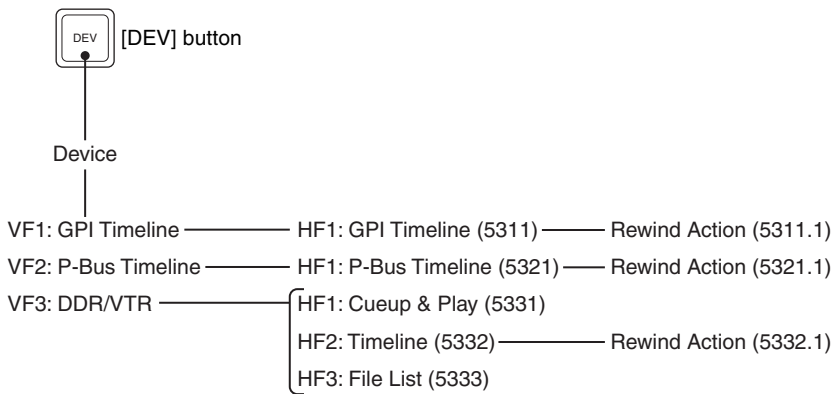 DEV [DEV] button
Device
VF1: GPI Timeline HF1: GPI Timeline (5311) Rewind Action (5311.1)
VF2: P-Bus Timeline HF1: P-Bus Timeline (5321) Rewind Action (5321.1)
VF3: DDR/VTR HF1: Cueup & Play (5331)
HF2: Timeline (5332) Rewind Action (5332.1)
HF3: File List (5333)